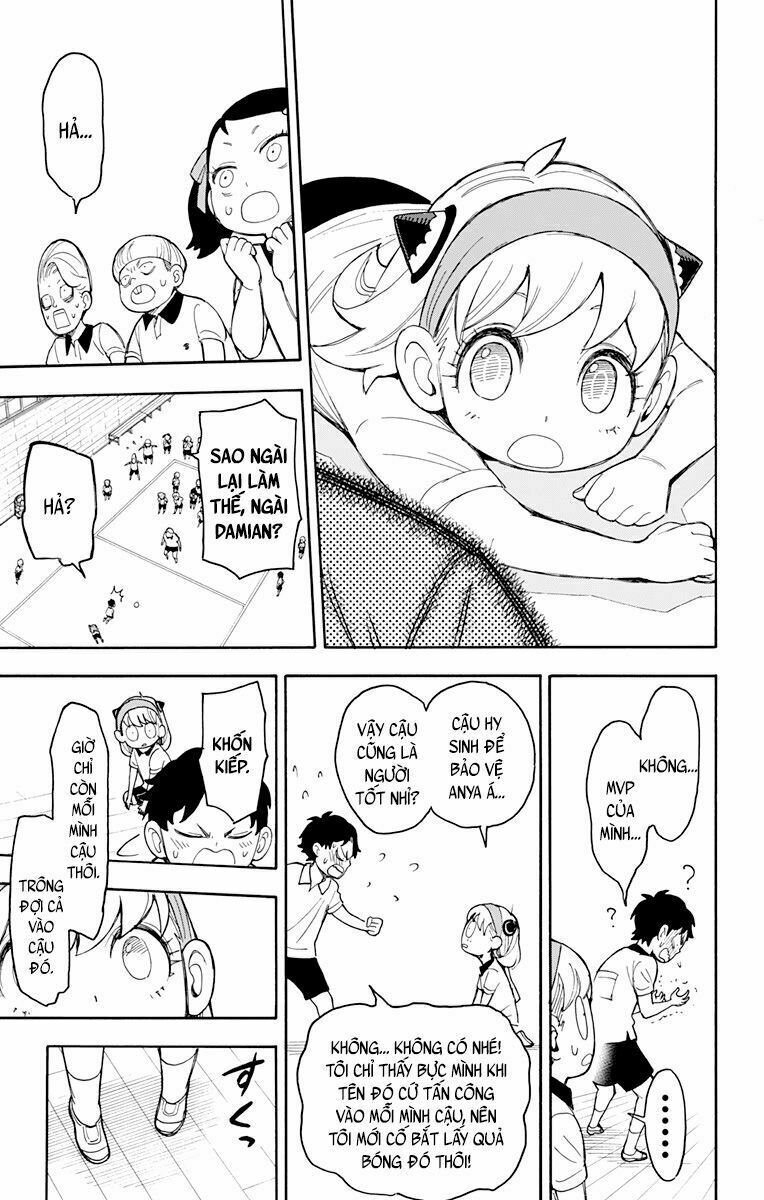 HẢ...
HẢ?
SAO NGÀI
LẠI LÀM
THẾ, NGÀI
DAMIAN?
KHÔNG...
MVP
CỦA
MÌNH...
CẬU HY
SINH ĐỂ
BẢO VỆ
ANYA Á...
VẬY CẬU
CŨNG LÀ
NGƯỜI
TỐT NHỈ?
KHÔNG... KHÔNG CÓ NHÉ!
TÔI CHỈ THẤY BỰC MÌNH KHI
TÊN ĐÓ CỨ TẤN CÔNG
VÀO MỖI MÌNH CẬU, NÊN
TÔI MỚI CỐ BẮT LẤY QUẢ
BÓNG ĐÓ THÔI!
?
?
......
KHỐN
KIẾP.
GIỜ
CHỈ
CÒN
MỖI
MÌNH
CẬU
THÔI.
TRÔNG
ĐỢI CẢ
VÀO
CẬU
ĐÓ.
すくっ